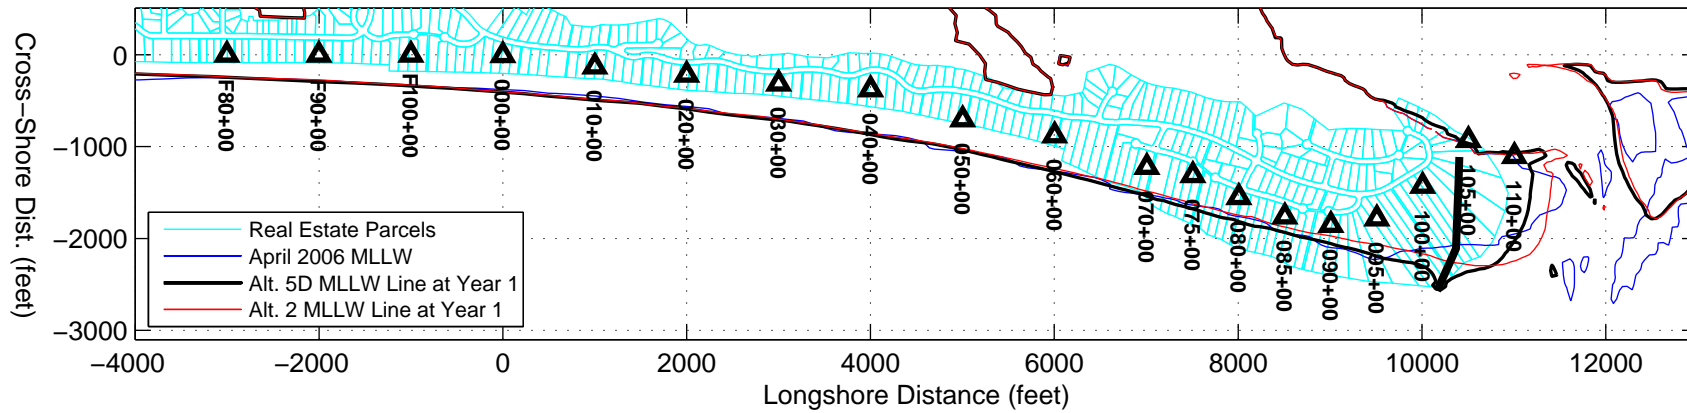 Cross−Shore Dist. (feet)
0
−1000
−2000
−3000
F80+00
F90+00
F100+00
000+00
010+00
020+00
030+00
040+00
050+00
060+00
070+00
075+00
080+00
085+00
090+00
095+00
100+00
105+00
110+00
Real Estate Parcels
April 2006 MLLW
Alt. 5D MLLW Line at Year 1
Alt. 2 MLLW Line at Year 1
−4000 −2000 0 2000 4000 6000 8000 10000 12000
Longshore Distance (feet)